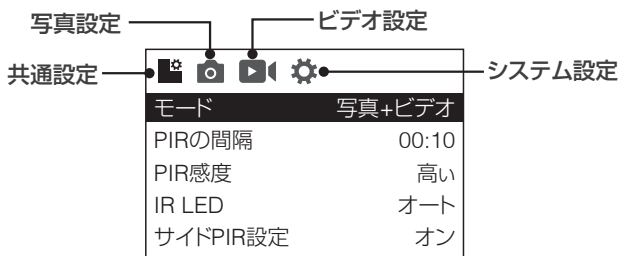 写真設定
ビデオ設定
共通設定
システム設定
モード 写真+ビデオ
PIRの間隔 00:10
PIR感度 高い
IR LED オート
サイドPIR設定 オン